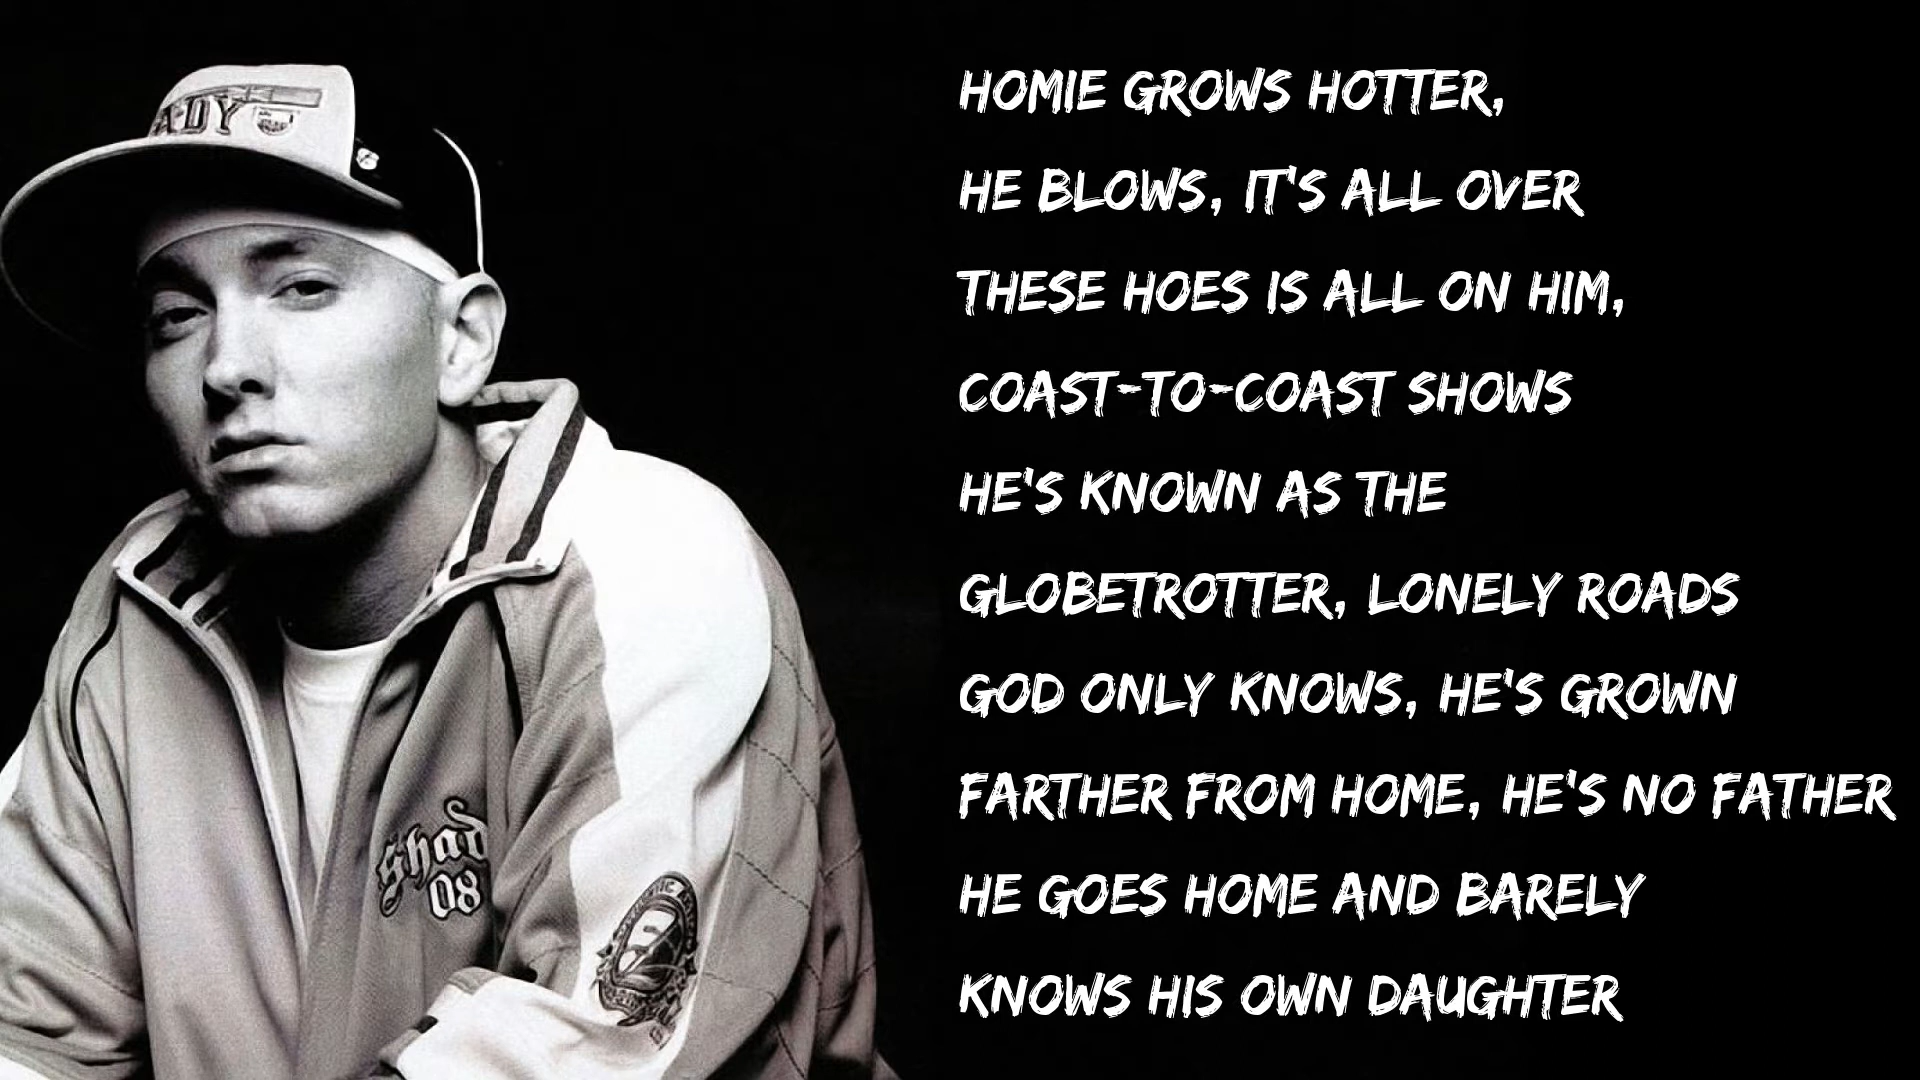 ADY
HOMIE GROWS HOTTER,
HE BLOWS, IT'S ALL OVER
THESE HOES IS ALL ON HIM,
COAST-TO-COAST SHOWS
HE'S KNOWN AS THE
GLOBETROTTER, LONELY ROADS
GOD ONLY KNOWS, HE'S GROWN
FARTHER FROM HOME, HE'S NO FATHER
HE GOES HOME AND BARELY
KNOWS HIS OWN DAUGHTER
Shad
08